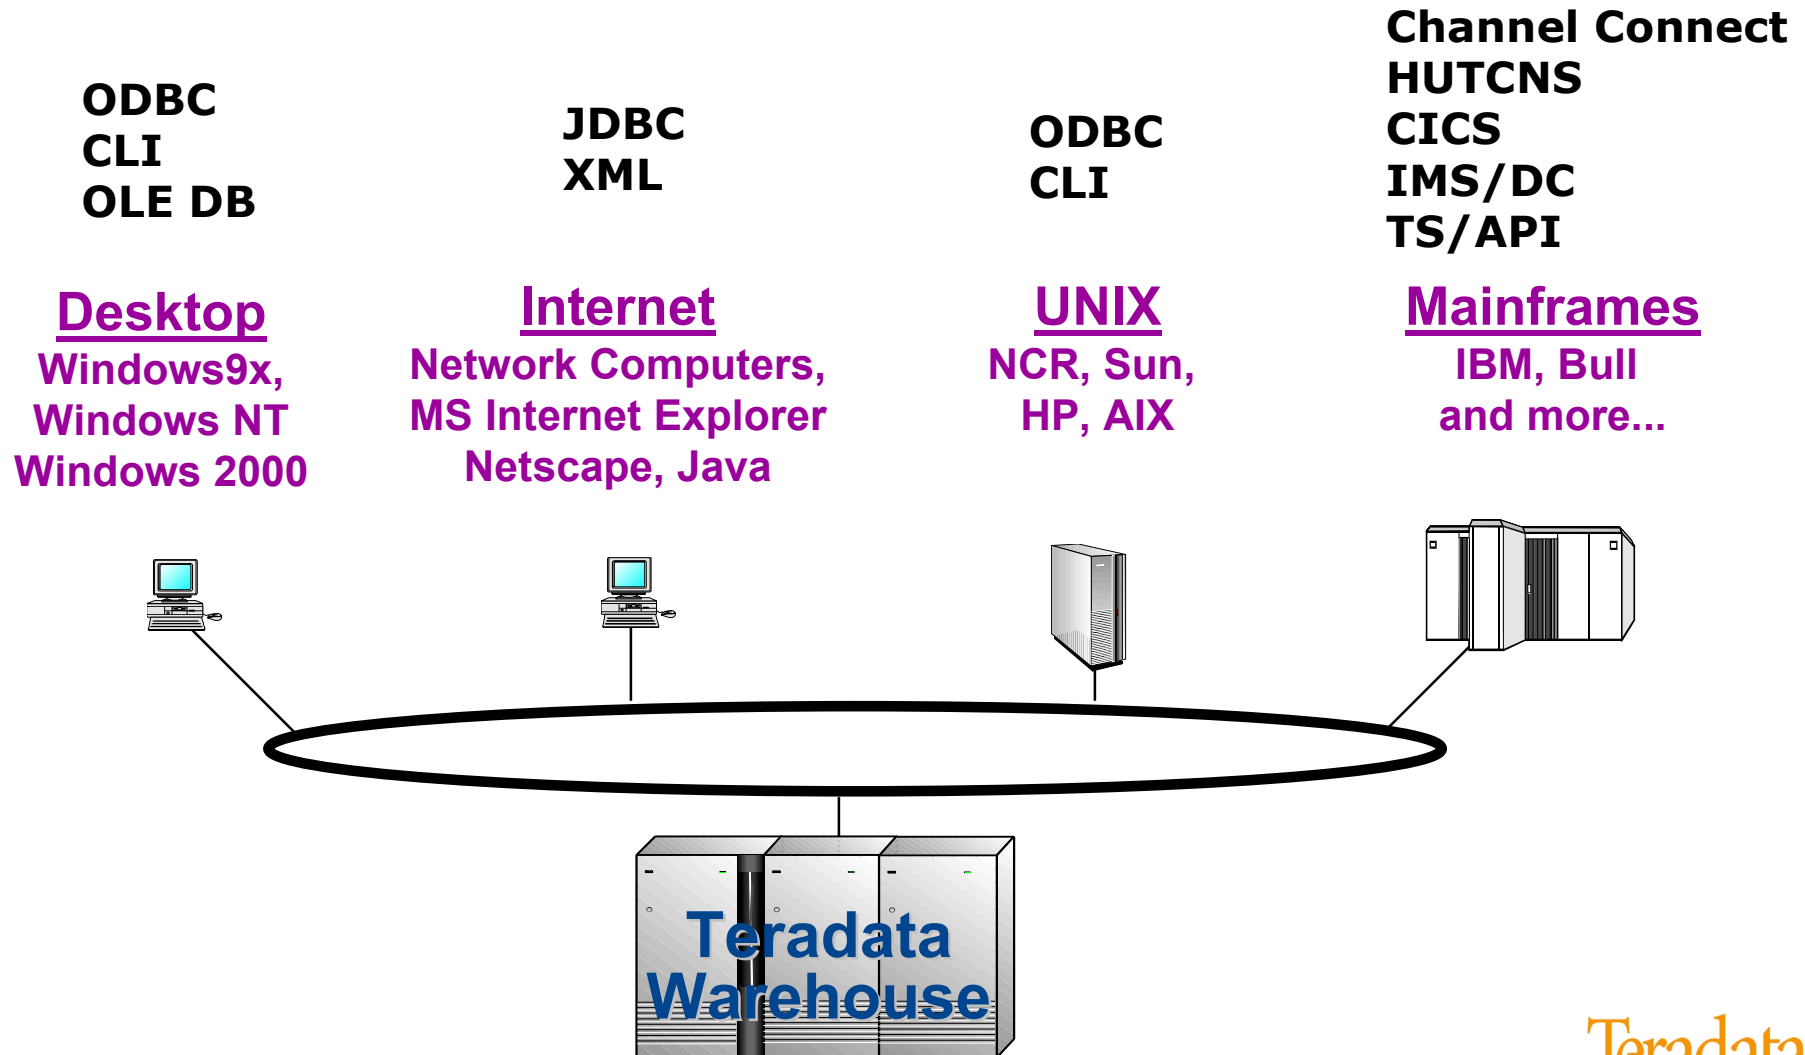 ODBC
CLI
OLE DB
JDBC
XML
ODBC
CLI
Channel Connect
HUTCNS
CICS
IMS/DC
TS/API
Desktop
Windows9x,
Windows NT
Windows 2000
Internet
Network Computers,
MS Internet Explorer
Netscape, Java
UNIX
NCR, Sun,
HP, AIX
Mainframes
IBM, Bull
and more...
Teradata
Warehouse
Teradata